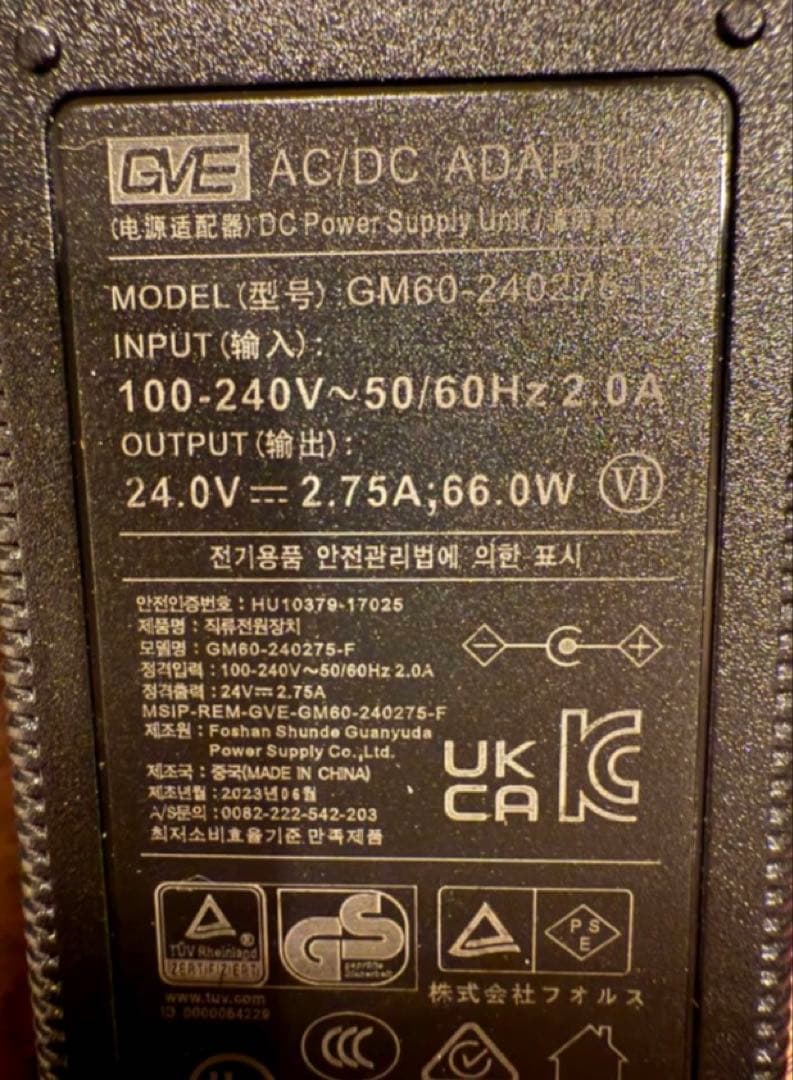 GVE AC/DC ADAPTER
(电源适配器) DC Power Supply Unit /
MODEL (型号) : GM60-240275-F
INPUT (输入) :
100-240V~50/60Hz 2.0A
OUTPUT (输出) :
24.0V⎓2.75A;66.0W VI
전기용품 안전관리법에 의한 표시
안전인증번호 : HU10379-17025
제품명 : 직류전원장치
모델명 : GM60-240275-F
정격입력 : 100-240V~50/60Hz 2.0A
정격출력 : 24V⎓2.75A
MSIP-REM-GVE-GM60-240275-F
제조원 : Foshan Shunde Guanyuda
Power Supply Co.,Ltd.
제조국 : 중국(MADE IN CHINA)
제조년월 : 2023년06월
A/S문의 : 0082-222-542-203
최저소비효율기준 만족제품
UK
CA
KC
TÜV Rheinland
ZERTIFIZIERT
GS
geprüfte
Sicherheit
PS
E
www.tuv.com
ID 0000064229
株式会社フォルス
CCC